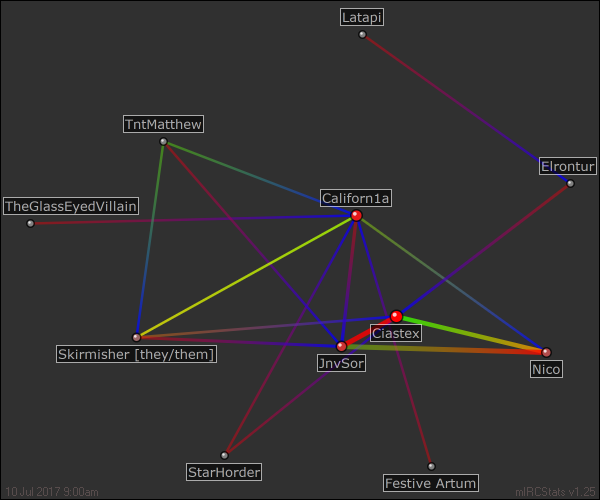 Latapi
TntMatthew
Elrontur
Californ1a
TheGlassEyedVillain
Ciastex
Skirmisher [they/them]
JnvSor
Nico
StarHorder
Festive Artum
10 Jul 2017 9:00am
mIRCStats v1.25